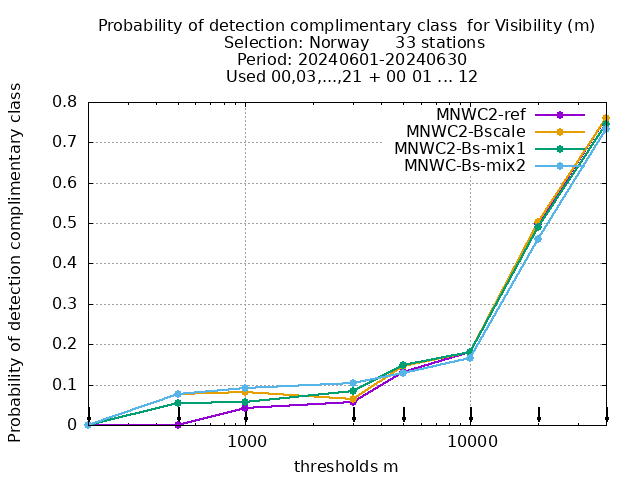 Probability of detection complimentary class  for Visibility (m)
Selection: Norway     33 stations
Period: 20240601-20240630
Used 00,03,...,21 + 00 01 ... 12
Probability of detection complimentary class
0.8
0.7
0.6
0.5
0.4
0.3
0.2
0.1
0
MNWC2-ref
MNWC2-Bscale
MNWC2-Bs-mix1
MNWC-Bs-mix2
1000
10000
thresholds m